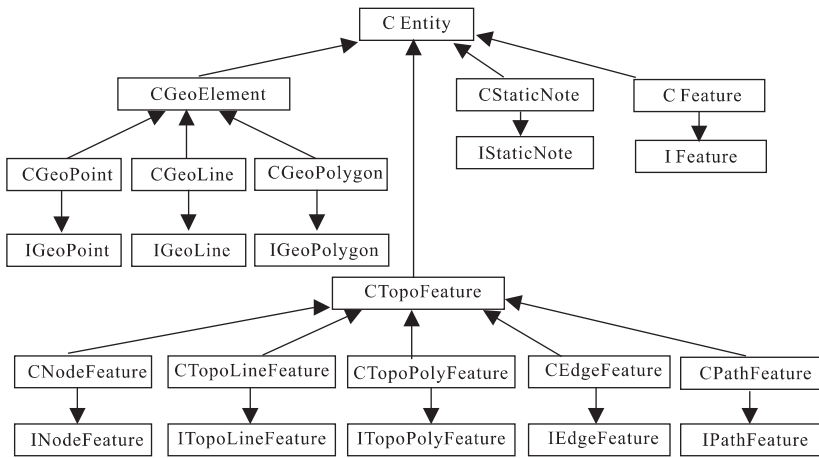 C Entity
CGeoElement
CStaticNote
C Feature
IStaticNote
I Feature
CGeoPoint
CGeoLine
CGeoPolygon
IGeoPoint
IGeoLine
IGeoPolygon
CTopoFeature
CNodeFeature
CTopoLineFeature
CTopoPolyFeature
CEdgeFeature
CPathFeature
INodeFeature
ITopoLineFeature
ITopoPolyFeature
IEdgeFeature
IPathFeature